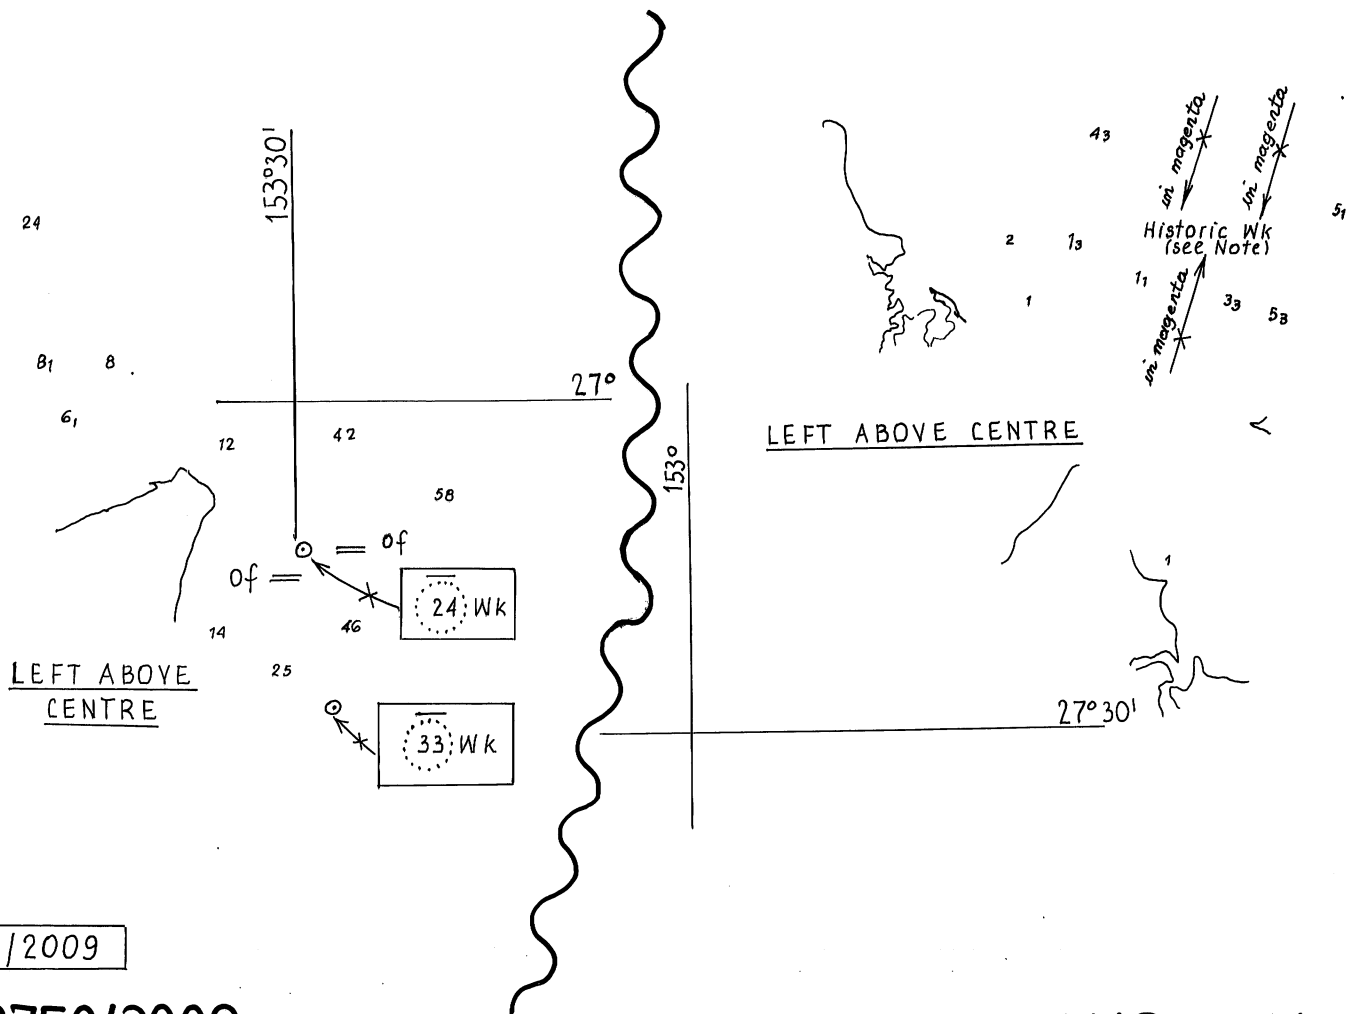 153°30'
24
81
8
61
27°
12
42
58
Of
Of
24 Wk
46
14
25
LEFT ABOVE
CENTRE
33 Wk
/2009
43
in magenta
in magenta
51
2
13
Historic Wk
(see Note)
11
1
33
53
in magenta
LEFT ABOVE CENTRE
153°
1
27°30'